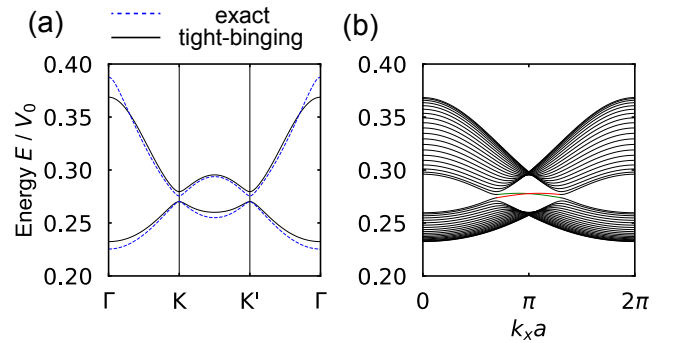 (a)
exact
tight-binging
(b)
Energy E / V0
0.40
0.35
0.30
0.25
0.20
Γ
K
K'
Γ
0.40
0.35
0.30
0.25
0.20
0
π
2π
kxa